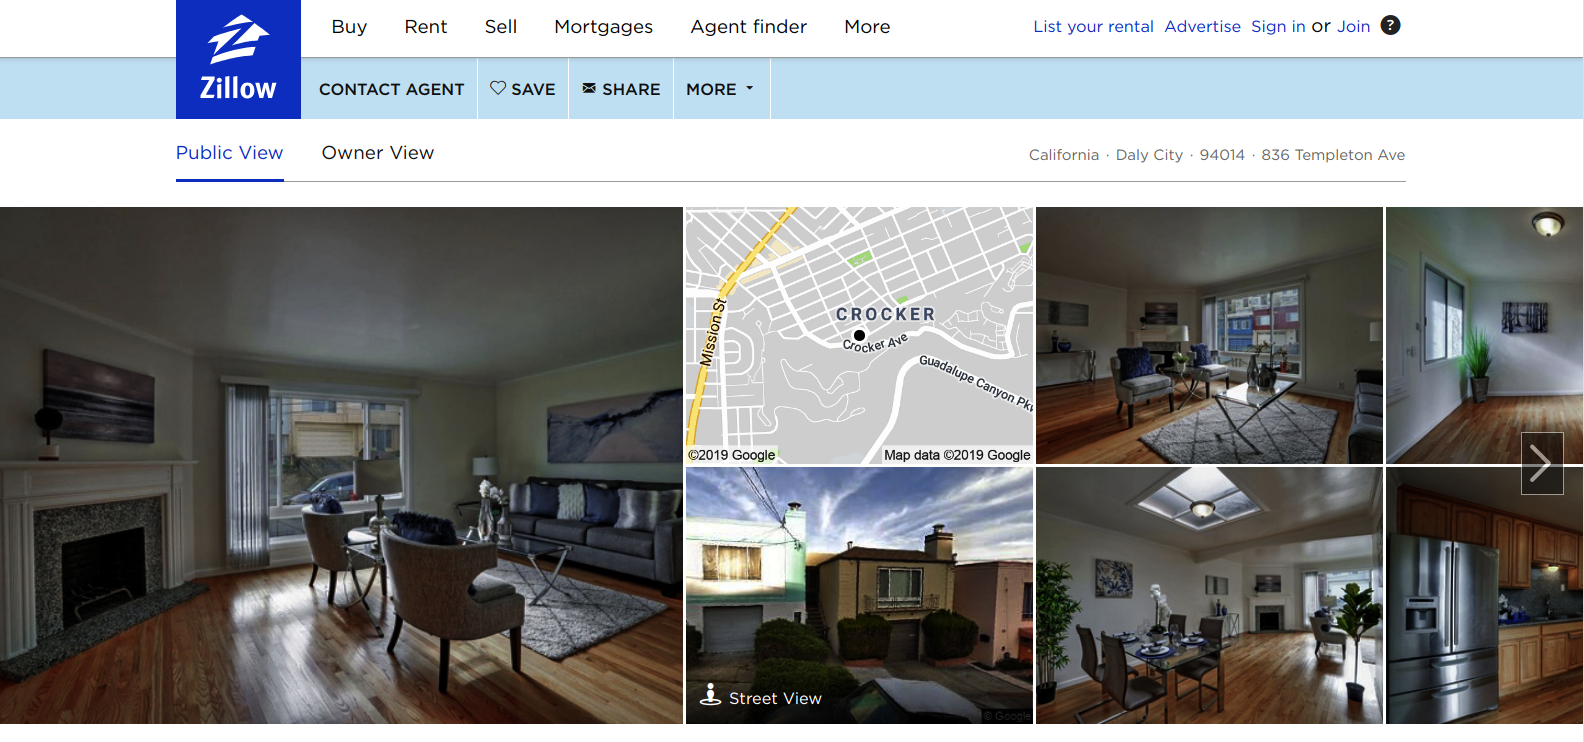 Zillow
Buy Rent Sell Mortgages Agent finder More
List your rental Advertise Sign in or Join ?
CONTACT AGENT SAVE SHARE MORE
Public View Owner View
California · Daly City · 94014 · 836 Templeton Ave
Mission St
CROCKER
Crocker Ave
Guadalupe Canyon Pkw
©2019 Google Map data ©2019 Google
Street View
© Google